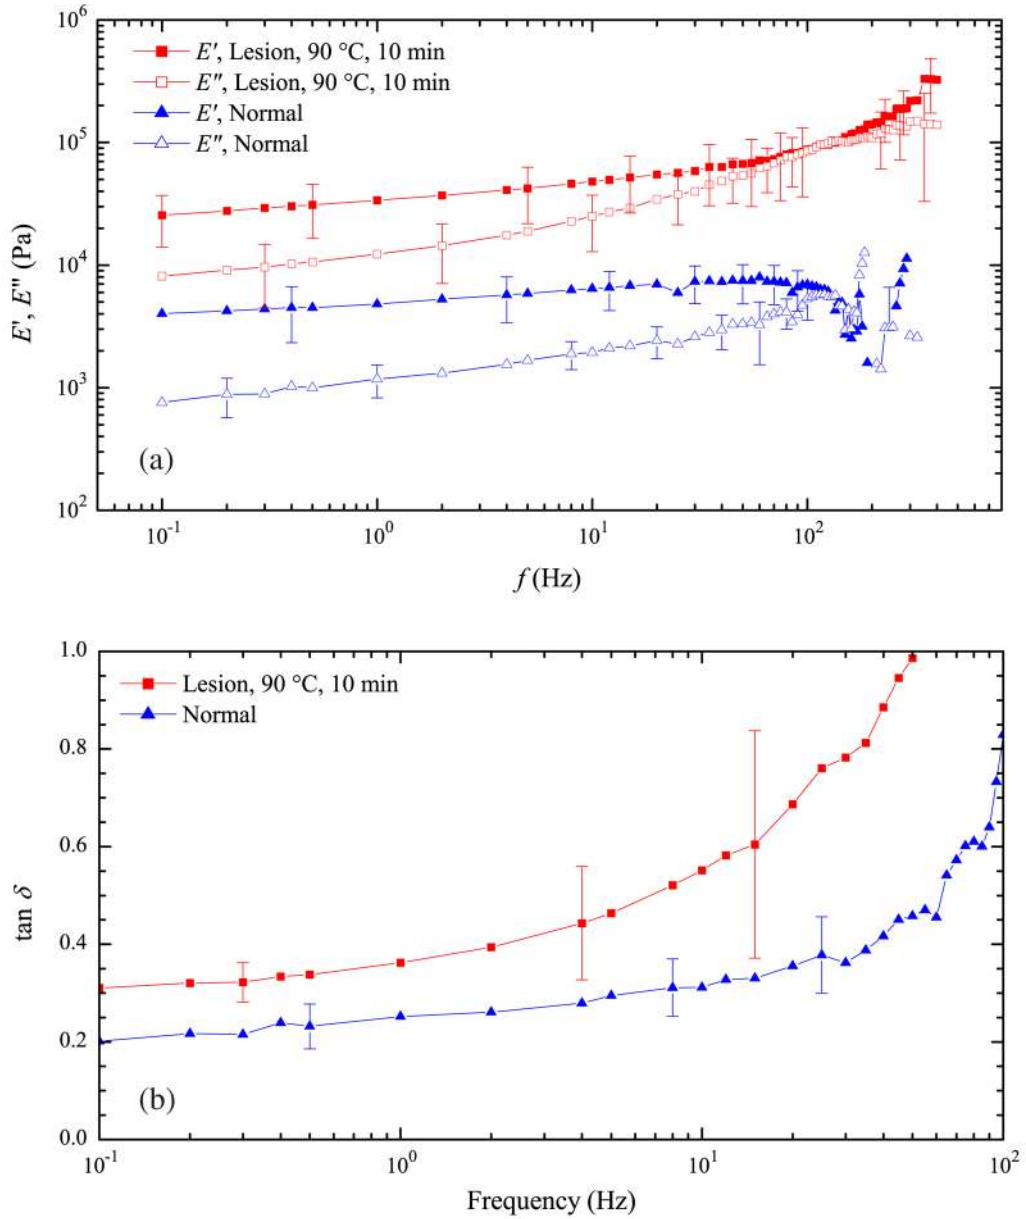 10⁶
E′, Lesion, 90 °C, 10 min
E″, Lesion, 90 °C, 10 min
E′, Normal
E″, Normal
10⁵
10⁴
10³
10²
E′, E″ (Pa)
(a)
10⁻¹ 10⁰ 10¹ 10²
f (Hz)
1.0
Lesion, 90 °C, 10 min
Normal
0.8
0.6
0.4
0.2
0.0
tan δ
(b)
10⁻¹ 10⁰ 10¹ 10²
Frequency (Hz)